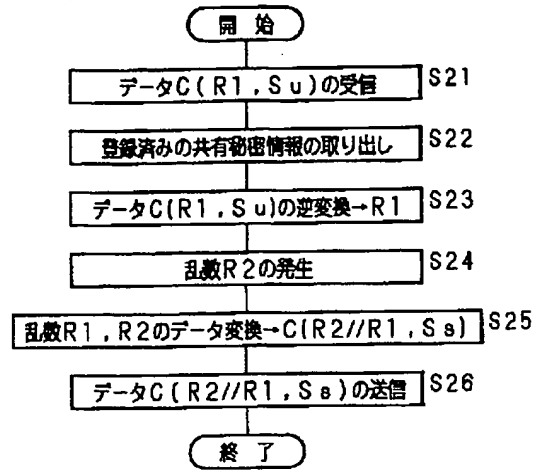 開 始
データC(R1,Su)の受信 S21
登録済みの共有秘密情報の取り出し S22
データC(R1,Su)の逆変換→R1 S23
乱数R2の発生 S24
乱数R1,R2のデータ変換→C(R2//R1,Ss) S25
データC(R2//R1,Ss)の送信 S26
終 了